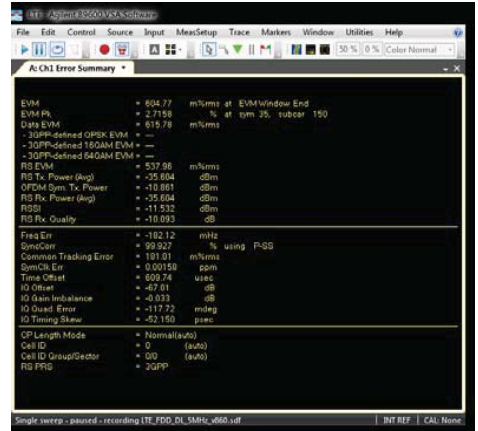 LTE - Agilent 89600 VSA Software
File Edit Control Source Input MeasSetup Trace Markers Window Utilities Help
50 % 0 % Color Normal
A: Ch1 Error Summary
EVM = 604.77 m%rms at EVMWindow End
EVM Pk = 2.7158 % at sym 35, subcar 150
Data EVM = 615.78 m%rms
- 3GPP-defined QPSK EVM = ---
- 3GPP-defined 16QAM EVM = ---
- 3GPP-defined 64QAM EVM = ---
RS EVM = 537.96 m%rms
RS Tx. Power (Avg) = -35.604 dBm
OFDM Sym. Tx. Power = -10.861 dBm
RS Rx. Power (Avg) = -35.604 dBm
RSSI = -11.532 dBm
RS Rx. Quality = -10.093 dB
Freq Err = -182.12 mHz
SyncCorr = 99.927 % using P-SS
Common Tracking Error = 181.01 m%rms
SymClk Err = 0.00158 ppm
Time Offset = 609.74 usec
IQ Offset = -67.01 dB
IQ Gain Imbalance = -0.033 dB
IQ Quad. Error = -117.72 mdeg
IQ Timing Skew = -52.150 psec
CP Length Mode = Normal(auto)
Cell ID = 0 (auto)
Cell ID Group/Sector = 0/0 (auto)
RS PRS = 3GPP
Single sweep - paused - recording LTE_FDD_DL_5MHz_v860.sdf INT REF CAL: None